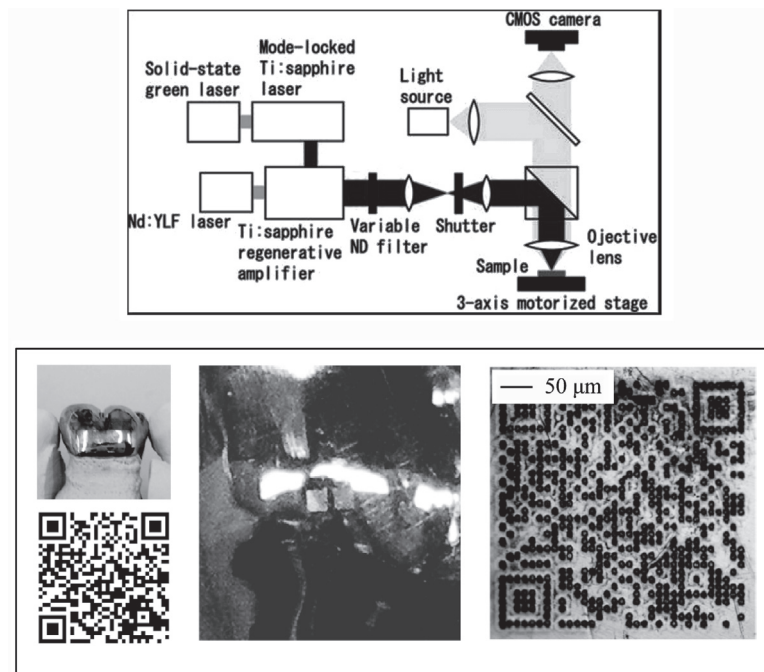 CMOS camera
Mode-locked
Ti:sapphire
laser
Solid-state
green laser
Light
source
Nd:YLF laser
Ti:sapphire
regenerative
amplifier
Variable
ND filter
Shutter
Ojective
lens
Sample
3-axis motorized stage
50 μm